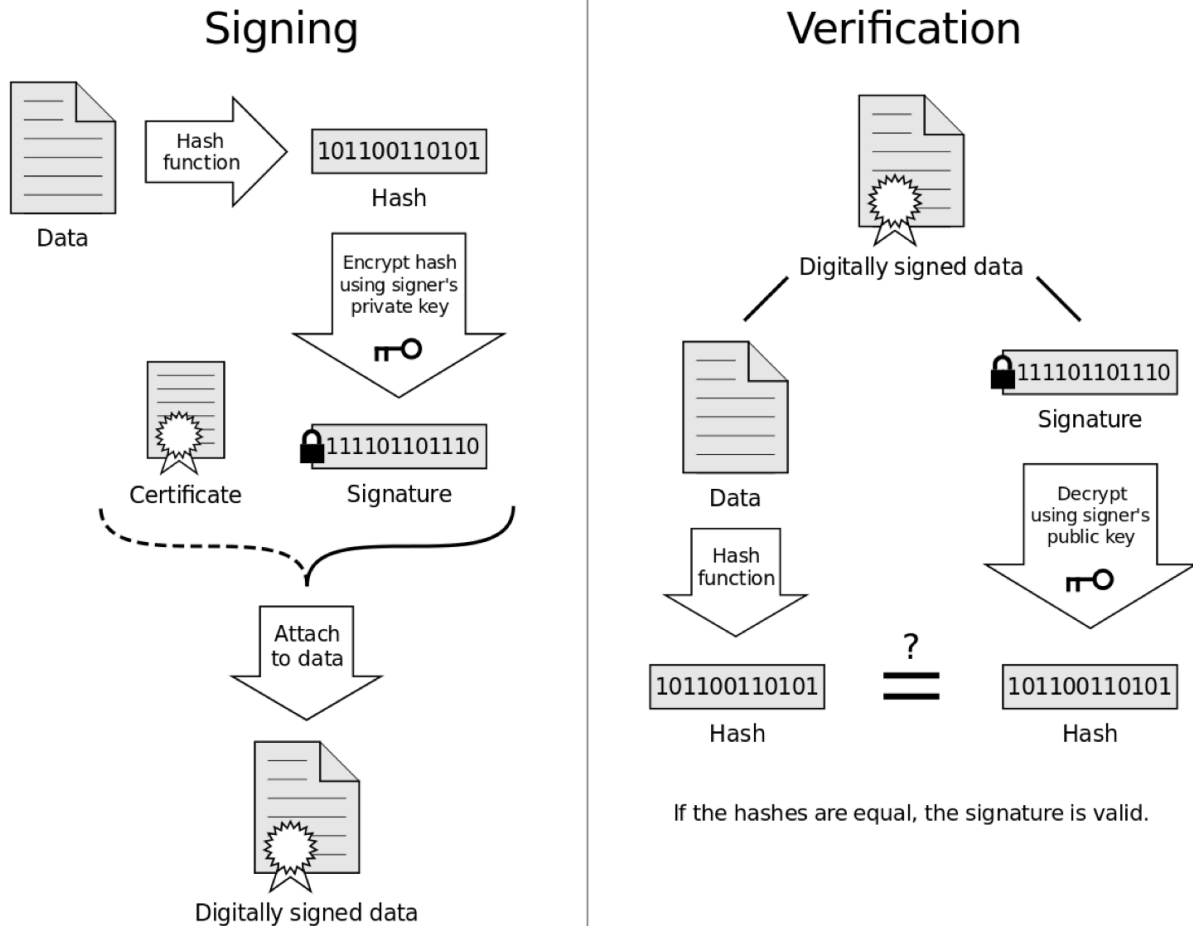 Signing
Hash
function
101100110101
Hash
Data
Encrypt hash
using signer's
private key
111101101110
Certificate
Signature
Attach
to data
Digitally signed data
Verification
Digitally signed data
111101101110
Signature
Data
Decrypt
using signer's
public key
Hash
function
?
101100110101
101100110101
Hash
Hash
If the hashes are equal, the signature is valid.